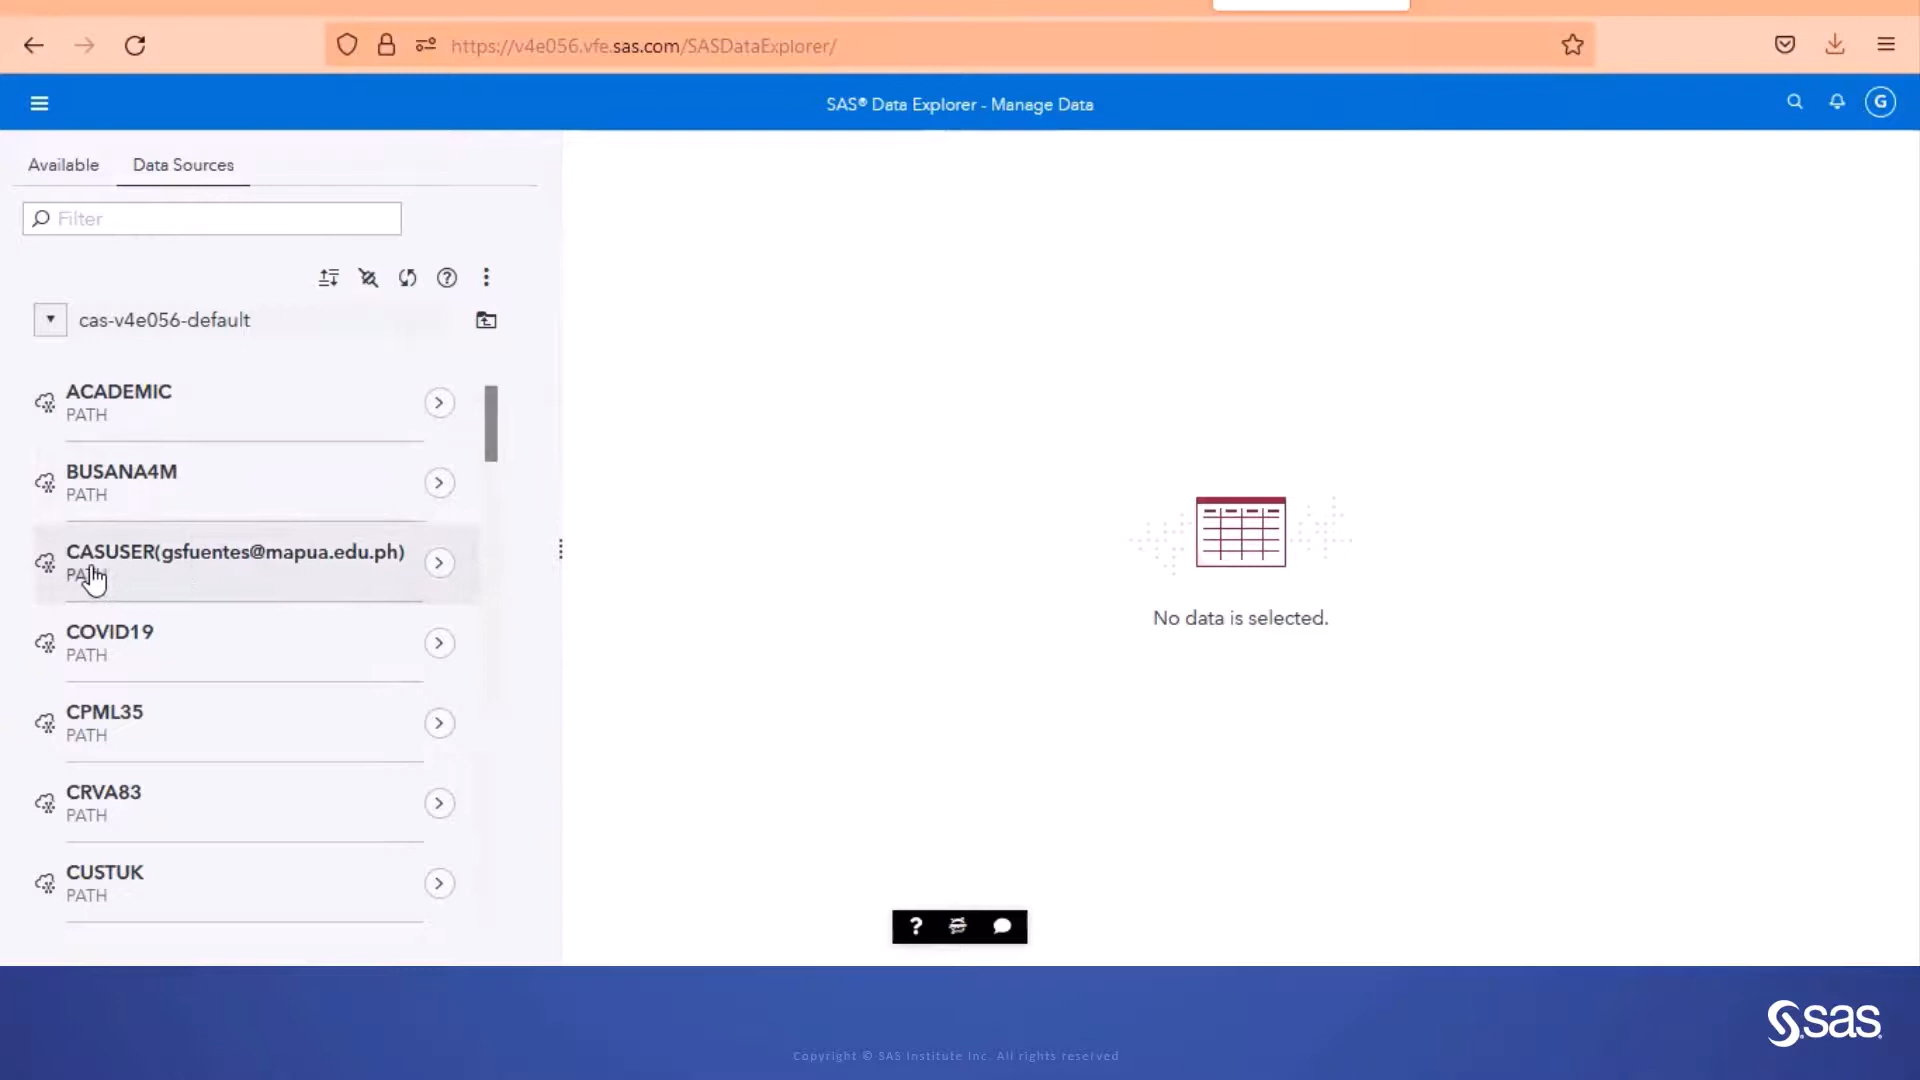 https://v4e056.vfe.sas.com/SASDataExplorer/
SAS® Data Explorer - Manage Data
G
Available
Data Sources
Filter
cas-v4e056-default
ACADEMIC
PATH
BUSANA4M
PATH
CASUSER(gsfuentes@mapua.edu.ph)
PATH
COVID19
PATH
CPML35
PATH
CRVA83
PATH
CUSTUK
PATH
No data is selected.
?
sas
Copyright © SAS Institute Inc. All rights reserved